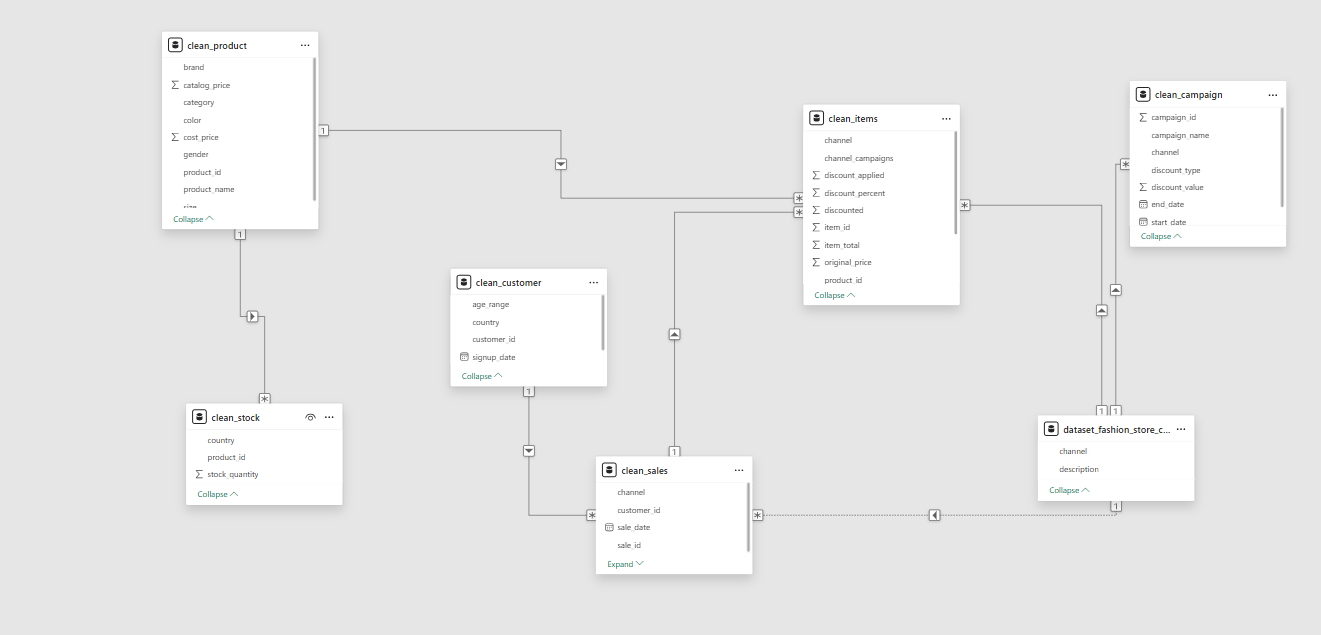 clean_product
brand
catalog_price
category
color
cost_price
gender
product_id
product_name
size
Collapse
1
1
*
clean_stock
country
product_id
stock_quantity
Collapse
clean_customer
age_range
country
customer_id
signup_date
Collapse
1
*
clean_sales
channel
customer_id
sale_date
sale_id
Expand
1
*
*
*
clean_items
channel
channel_campaigns
discount_applied
discount_percent
discounted
item_id
item_total
original_price
product_id
Collapse
*
clean_campaign
campaign_id
campaign_name
channel
discount_type
discount_value
end_date
start_date
Collapse
*
1
1
dataset_fashion_store_c...
channel
description
Collapse
1